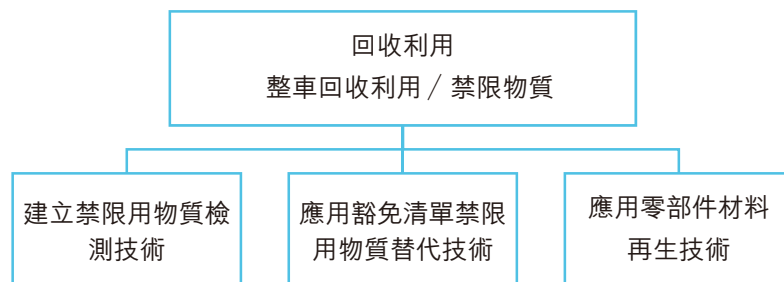 回收利用
整車回收利用 / 禁限物質
建立禁限用物質檢
測技術
應用豁免清單禁限
用物質替代技術
應用零部件材料
再生技術